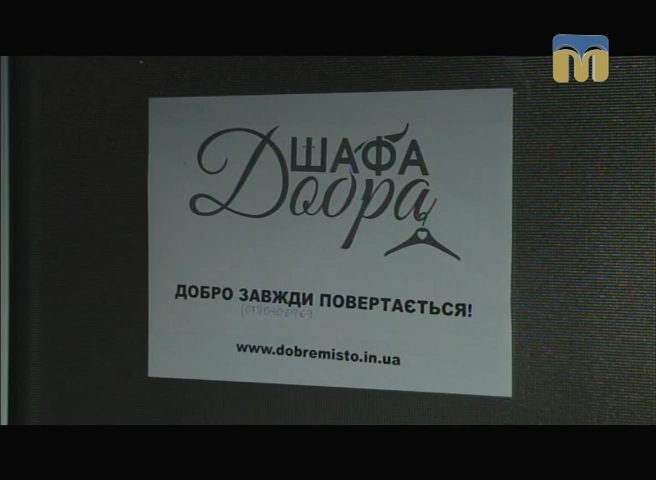 ШАФА
Добра
ДОБРО ЗАВЖДИ ПОВЕРТАЄТЬСЯ!
www.dobremisto.in.ua